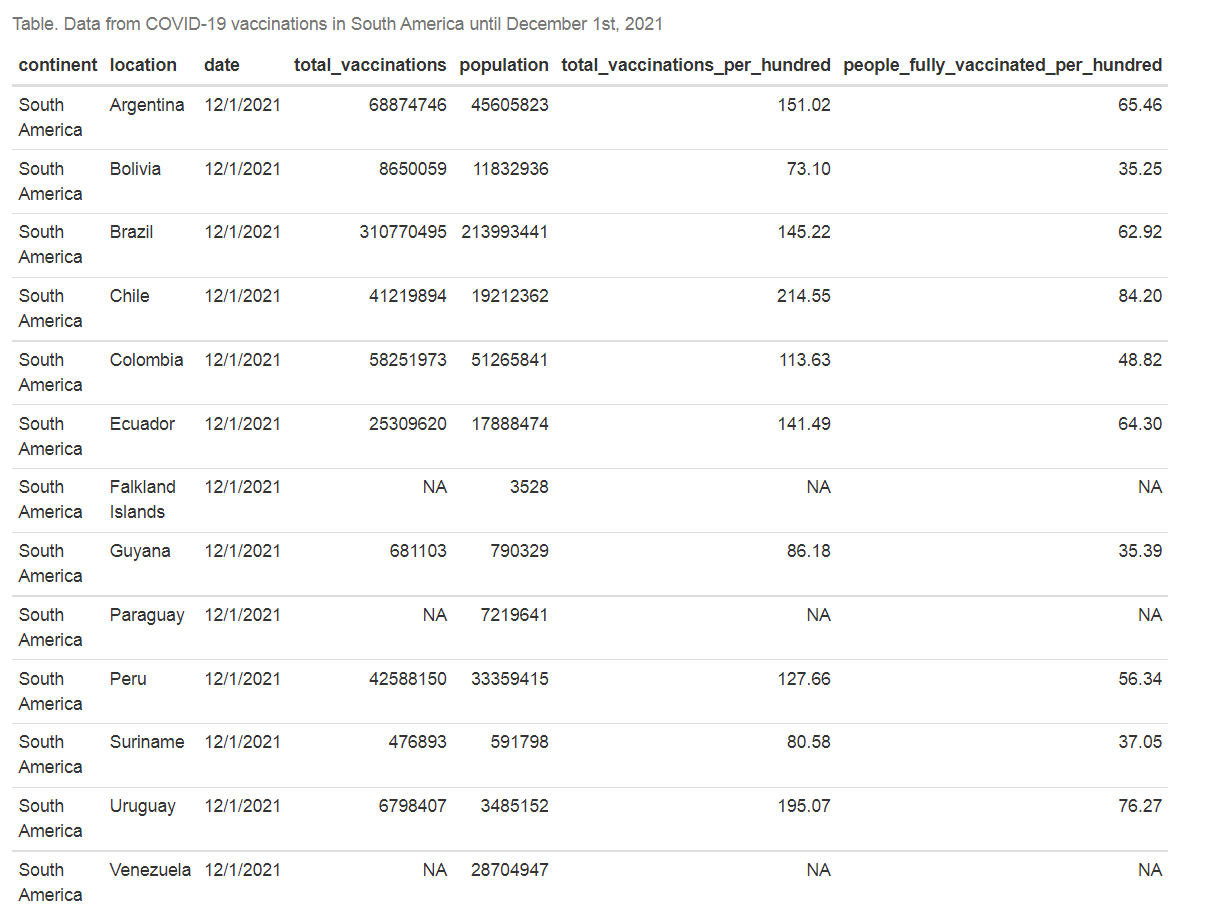 Table. Data from COVID-19 vaccinations in South America until December 1st, 2021
continent location date total_vaccinations population total_vaccinations_per_hundred people_fully_vaccinated_per_hundred
South Argentina 12/1/2021 68874746 45605823 151.02 65.46
America
South Bolivia 12/1/2021 8650059 11832936 73.10 35.25
America
South Brazil 12/1/2021 310770495 213993441 145.22 62.92
America
South Chile 12/1/2021 41219894 19212362 214.55 84.20
America
South Colombia 12/1/2021 58251973 51265841 113.63 48.82
America
South Ecuador 12/1/2021 25309620 17888474 141.49 64.30
America
South Falkland 12/1/2021 NA 3528 NA NA
America Islands
South Guyana 12/1/2021 681103 790329 86.18 35.39
America
South Paraguay 12/1/2021 NA 7219641 NA NA
America
South Peru 12/1/2021 42588150 33359415 127.66 56.34
America
South Suriname 12/1/2021 476893 591798 80.58 37.05
America
South Uruguay 12/1/2021 6798407 3485152 195.07 76.27
America
South Venezuela 12/1/2021 NA 28704947 NA NA
America